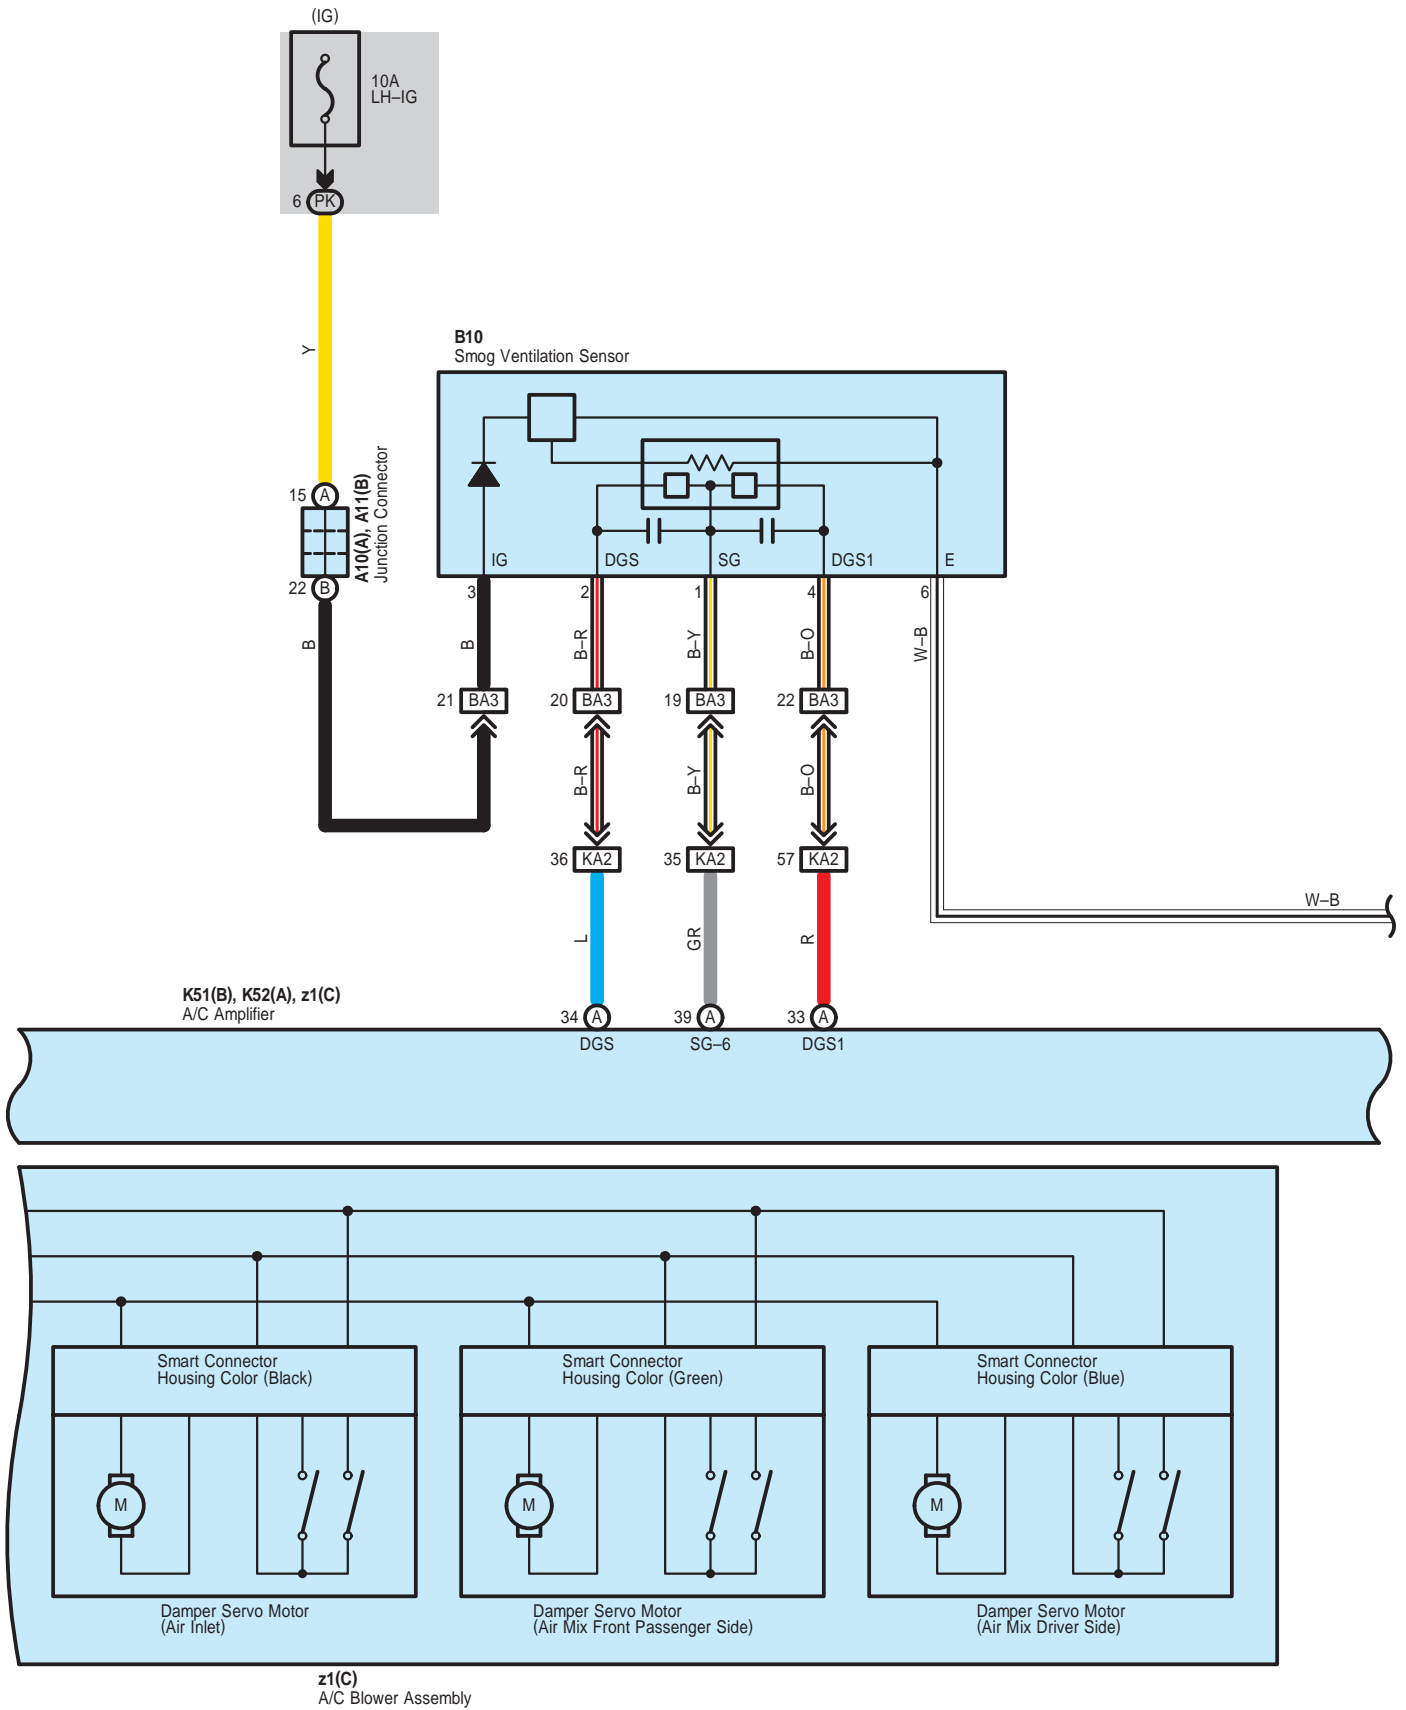 (IG)
10A
LH–IG
6 PK
Y
B10
Smog Ventilation Sensor
15 A
A10(A), A11(B)
Junction Connector
22 B
B
IG DGS SG DGS1 E
3 2 1 4 6
B B–R B–Y B–O W–B
21 BA3 20 BA3 19 BA3 22 BA3
B–R B–Y B–O
36 KA2 35 KA2 57 KA2
W–B
L GR R
K51(B), K52(A), z1(C)
A/C Amplifier
34 A 39 A 33 A
DGS SG–6 DGS1
Smart Connector
Housing Color (Black)
Smart Connector
Housing Color (Green)
Smart Connector
Housing Color (Blue)
M M M
Damper Servo Motor
(Air Inlet)
Damper Servo Motor
(Air Mix Front Passenger Side)
Damper Servo Motor
(Air Mix Driver Side)
z1(C)
A/C Blower Assembly